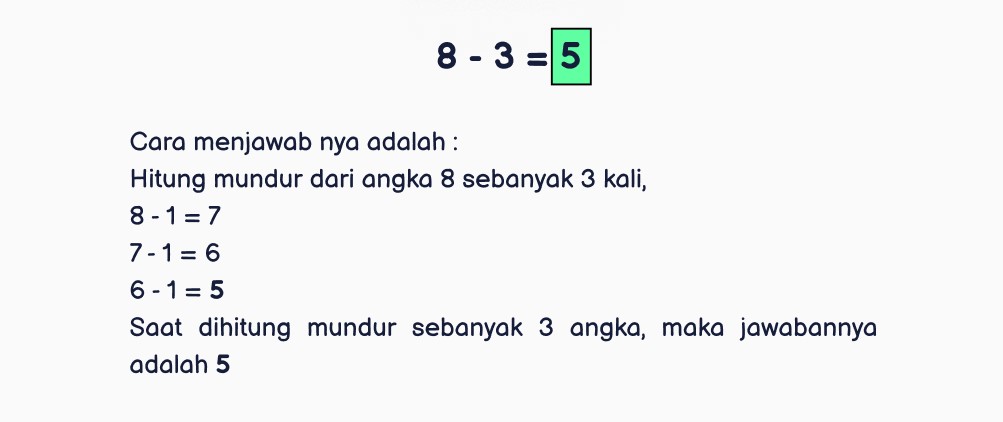 8 - 3 = 5
Cara menjawab nya adalah :
Hitung mundur dari angka 8 sebanyak 3 kali,
8 - 1 = 7
7 - 1 = 6
6 - 1 = 5
Saat dihitung mundur sebanyak 3 angka, maka jawabannya
adalah 5